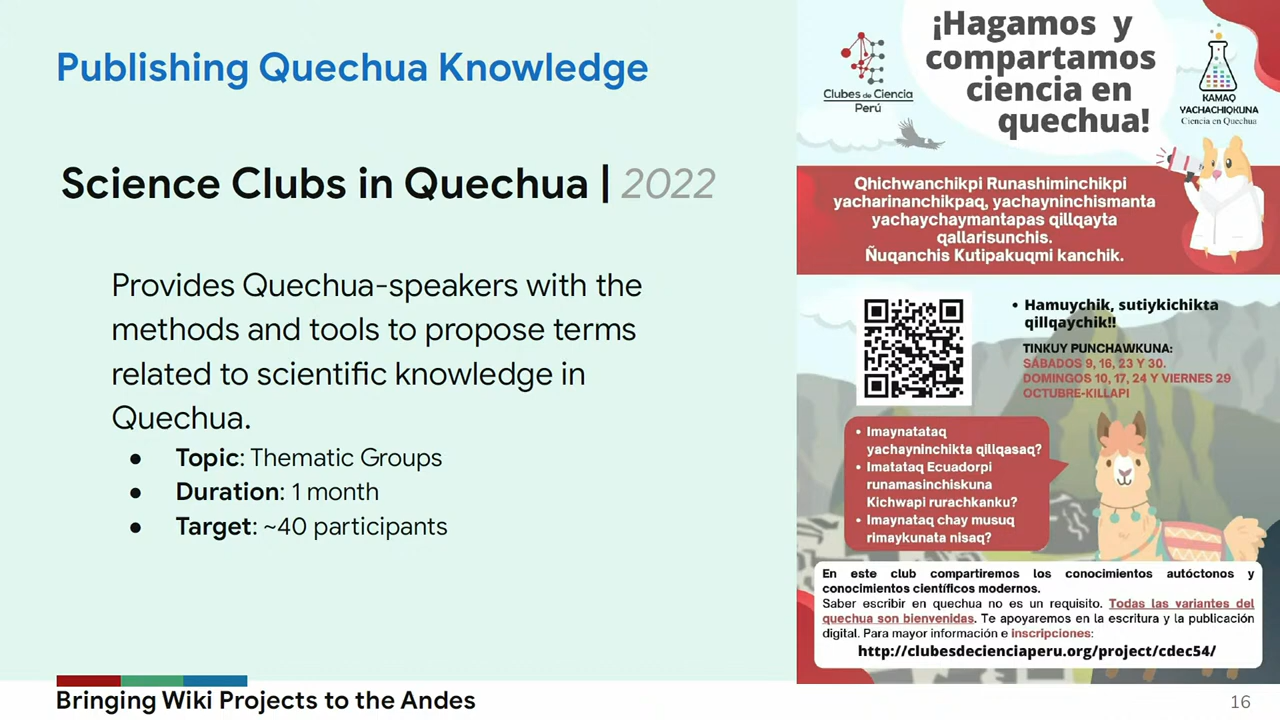 Publishing Quechua Knowledge
Science Clubs in Quechua | 2022
Provides Quechua-speakers with the
methods and tools to propose terms
related to scientific knowledge in
Quechua.
● Topic: Thematic Groups
● Duration: 1 month
● Target: ~40 participants
Bringing Wiki Projects to the Andes
16
¡Hagamos y
compartamos
ciencia en
quechua!
Clubes de Ciencia
Perú
KAMAQ
YACHACHIQKUNA
Ciencia en Quechua
Qhichwanchikpi Runashiminchikpi
yacharinanchikpaq, yachayninchismanta
yachaychaymantapas qillqayta
qallarisunchis.
Ñuqanchis Kutipakuqmi kanchik.
• Hamuychik, sutiykichikta
qillqaychik!!
TINKUY PUNCHAWKUNA:
SÁBADOS 9, 16, 23 Y 30.
DOMINGOS 10, 17, 24 Y VIERNES 29
OCTUBRE-KILLAPI
• Imaynatataq
yachayninchikta qillqasaq?
• Imatataq Ecuadorpi
runamasinchiskuna
Kichwapi rurachkanku?
• Imaynataq chay musuq
rimaykunata nisaq?
En este club compartiremos los conocimientos autóctonos y
conocimientos científicos modernos.
Saber escribir en quechua no es un requisito. Todas las variantes del
quechua son bienvenidas. Te apoyaremos en la escritura y la publicación
digital. Para mayor información e inscripciones:
http://clubesdecienciaperu.org/project/cdec54/